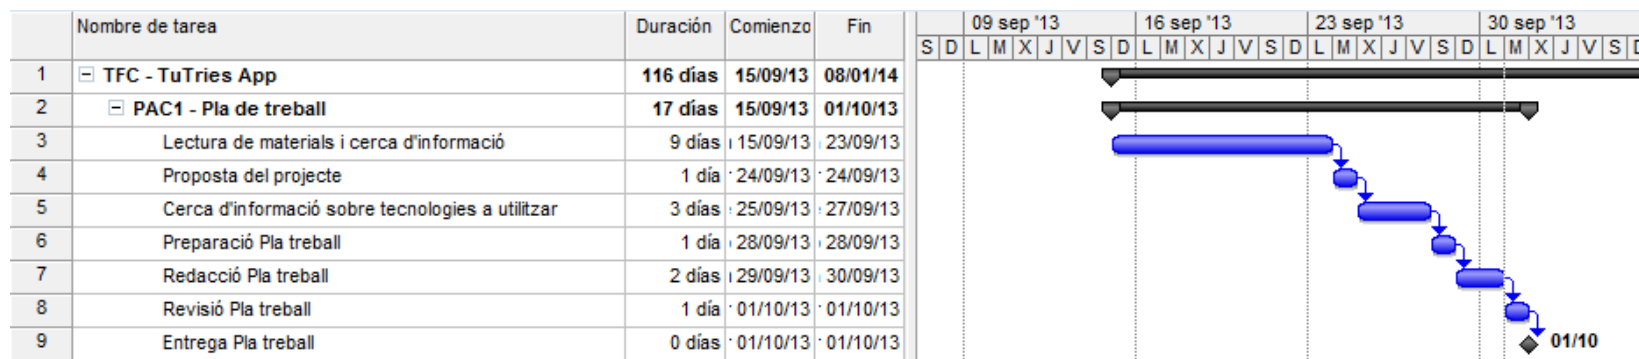 Nombre de tarea Duración Comienzo Fin 09 sep '13 16 sep '13 23 sep '13 30 sep '13
S D L M X J V S D L M X J V S D L M X J V S D L M X J V S D
1 TFC - TuTries App 116 días 15/09/13 08/01/14
2 PAC1 - Pla de treball 17 días 15/09/13 01/10/13
3 Lectura de materials i cerca d'informació 9 días 15/09/13 23/09/13
4 Proposta del projecte 1 día 24/09/13 24/09/13
5 Cerca d'informació sobre tecnologies a utilitzar 3 días 25/09/13 27/09/13
6 Preparació Pla treball 1 día 28/09/13 28/09/13
7 Redacció Pla treball 2 días 29/09/13 30/09/13
8 Revisió Pla treball 1 día 01/10/13 01/10/13
9 Entrega Pla treball 0 días 01/10/13 01/10/13 01/10